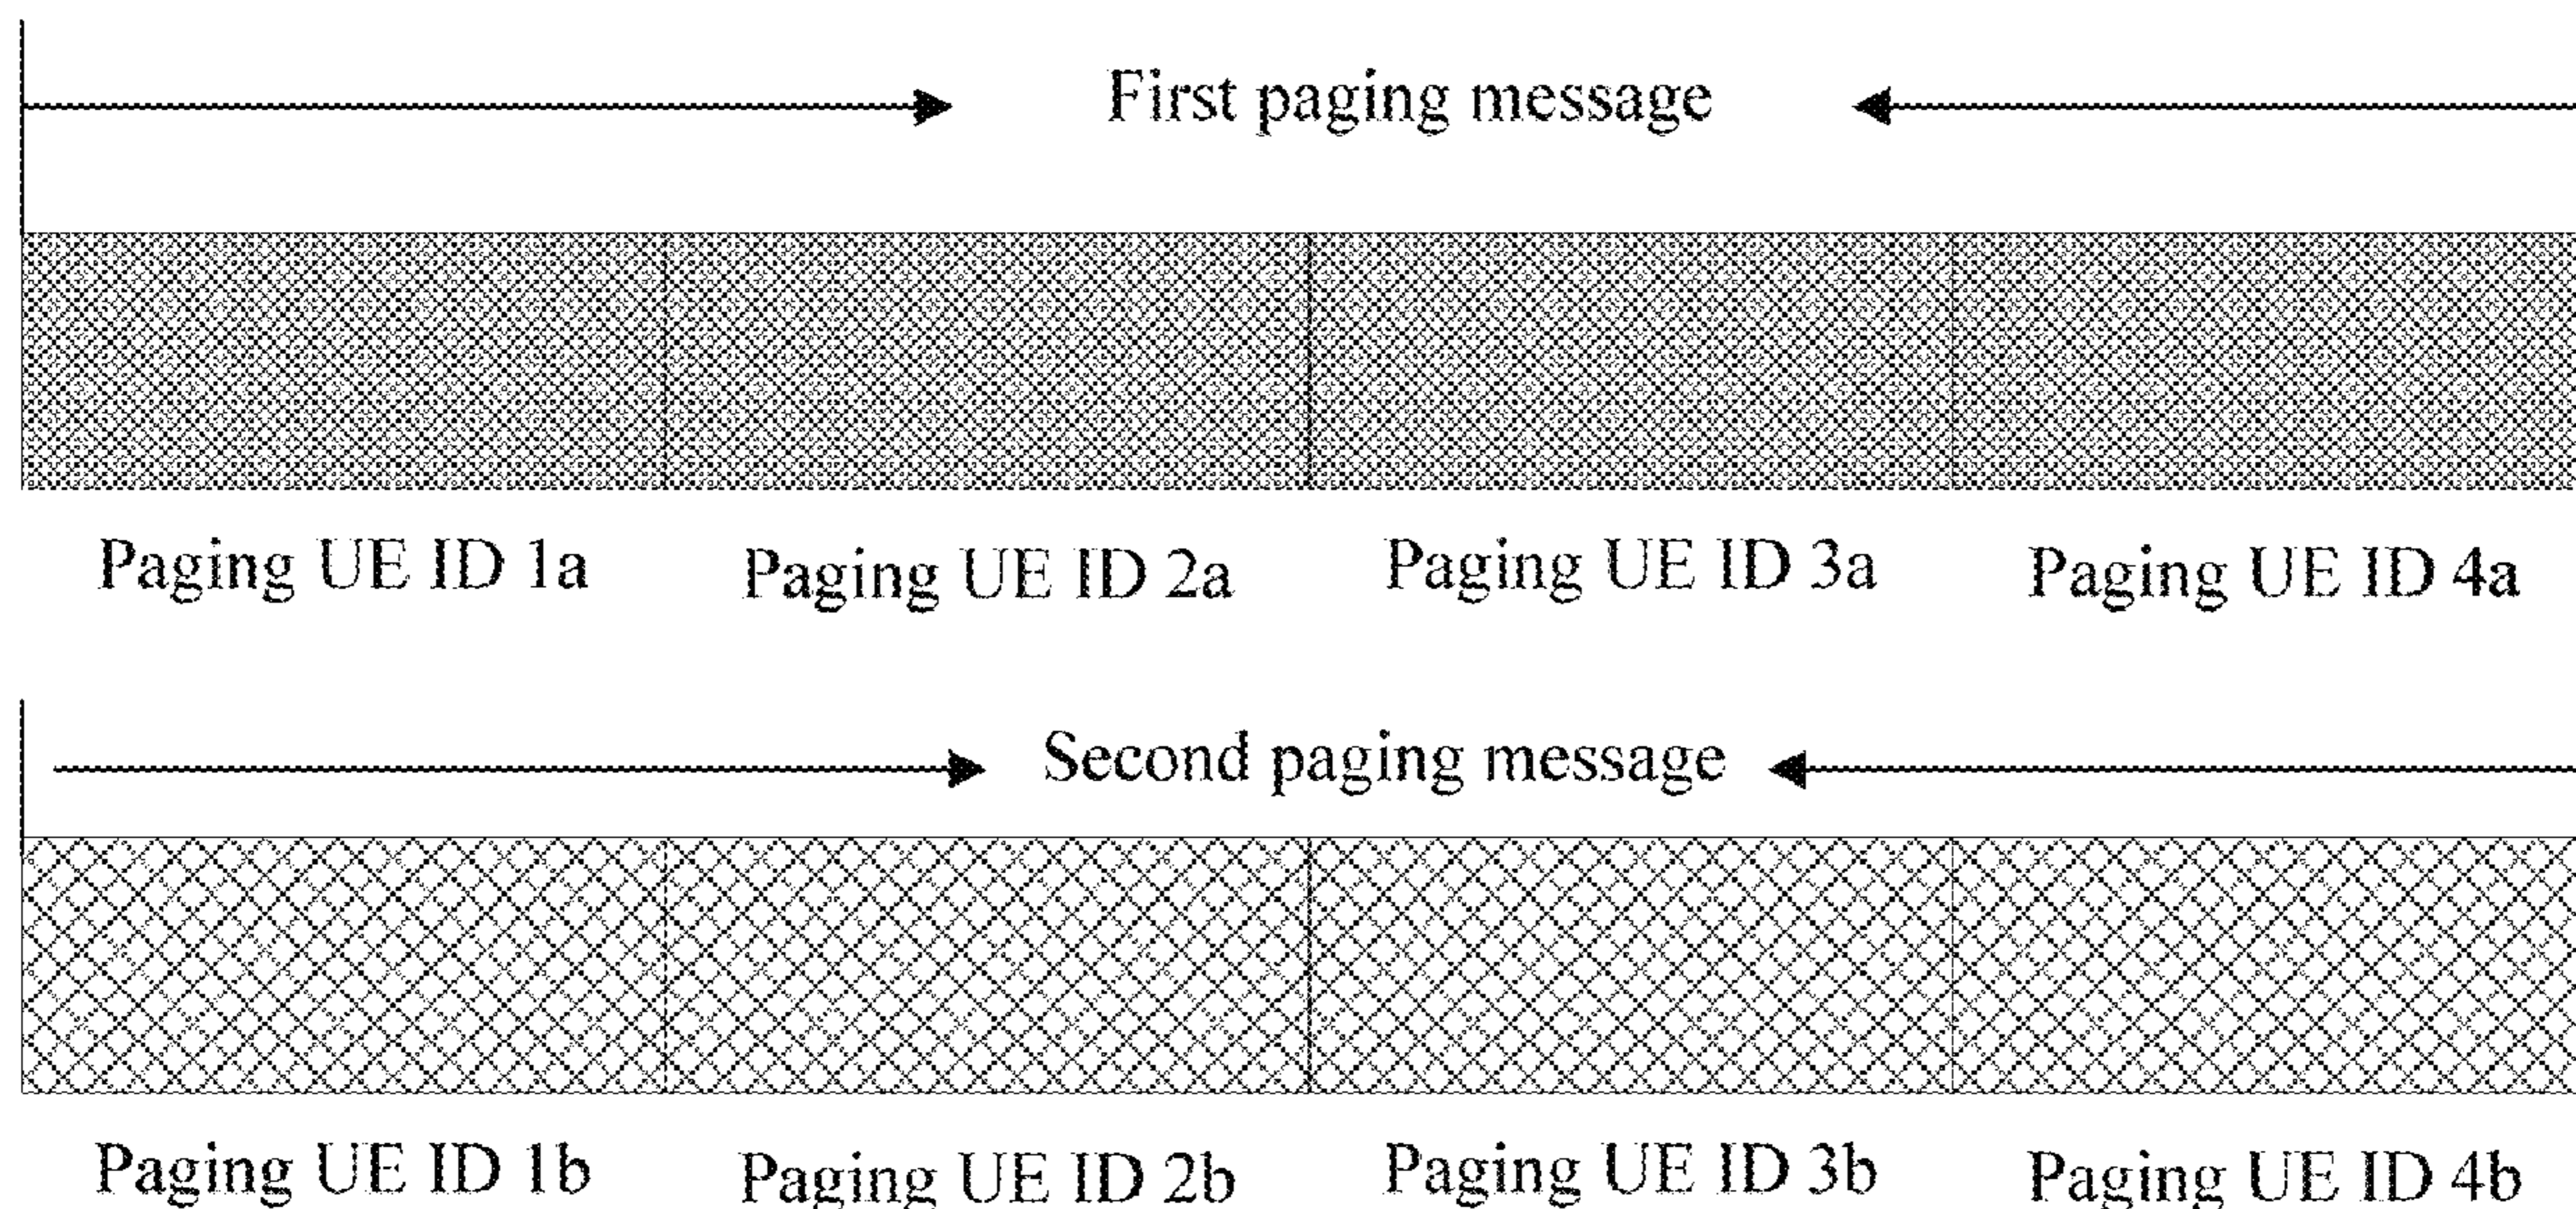 First paging message
Paging UE ID 1a Paging UE ID 2a Paging UE ID 3a Paging UE ID 4a
Second paging message
Paging UE ID 1b Paging UE ID 2b Paging UE ID 3b Paging UE ID 4b